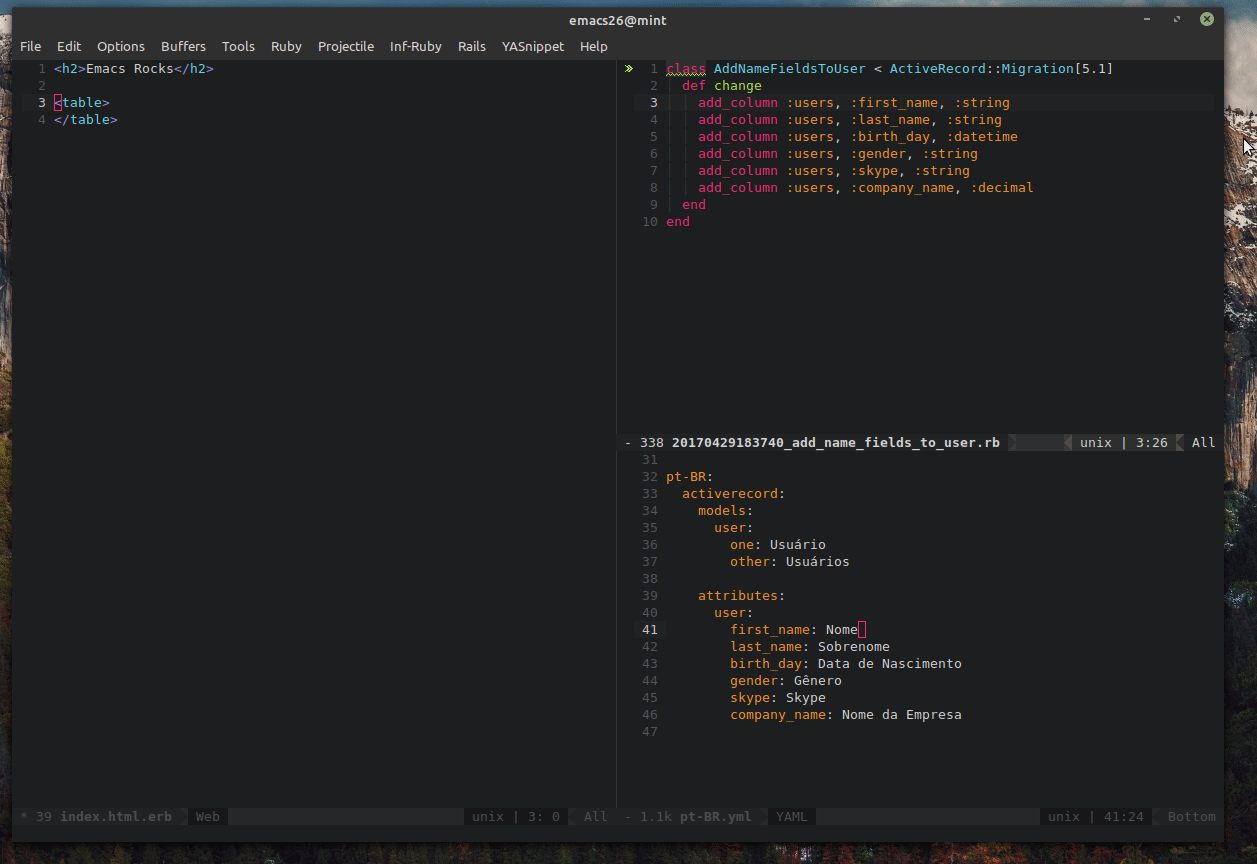 emacs26@mint
File Edit Options Buffers Tools Ruby Projectile Inf-Ruby Rails YASnippet Help
1 <h2>Emacs Rocks</h2>
2
3 <table>
4 </table>
* 39 index.html.erb Web unix | 3: 0 All
» 1 class AddNameFieldsToUser < ActiveRecord::Migration[5.1]
2 def change
3 add_column :users, :first_name, :string
4 add_column :users, :last_name, :string
5 add_column :users, :birth_day, :datetime
6 add_column :users, :gender, :string
7 add_column :users, :skype, :string
8 add_column :users, :company_name, :decimal
9 end
10 end
- 338 20170429183740_add_name_fields_to_user.rb unix | 3:26 All
31
32 pt-BR:
33 activerecord:
34 models:
35 user:
36 one: Usuário
37 other: Usuários
38
39 attributes:
40 user:
41 first_name: Nome
42 last_name: Sobrenome
43 birth_day: Data de Nascimento
44 gender: Gênero
45 skype: Skype
46 company_name: Nome da Empresa
47
- 1.1k pt-BR.yml YAML unix | 41:24 Bottom